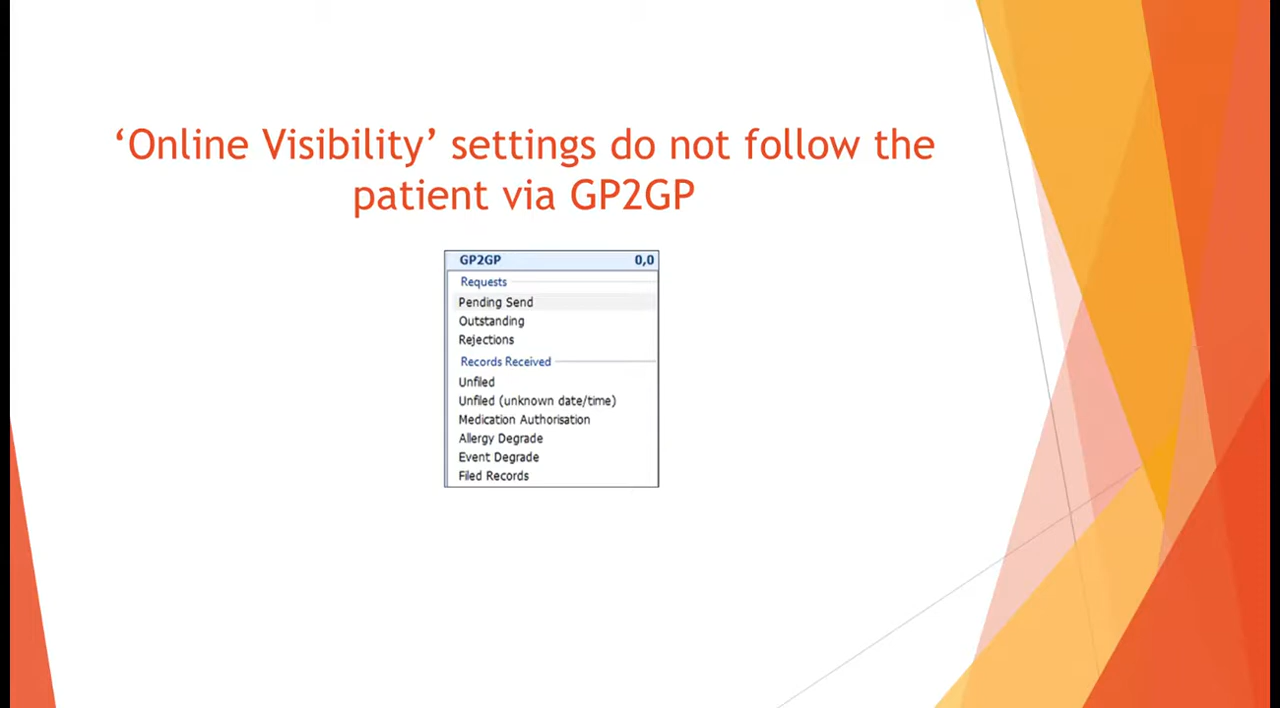 ‘Online Visibility’ settings do not follow the
patient via GP2GP
GP2GP 0,0
Requests
Pending Send
Outstanding
Rejections
Records Received
Unfiled
Unfiled (unknown date/time)
Medication Authorisation
Allergy Degrade
Event Degrade
Filed Records